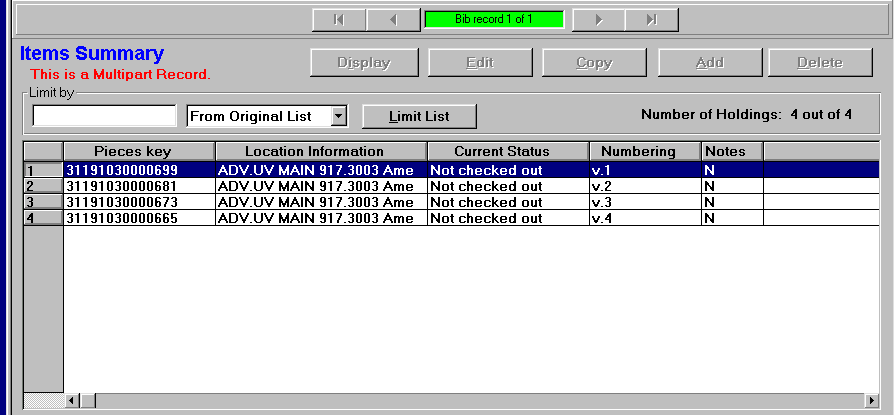 Bib record 1 of 1
Items Summary
This is a Multipart Record.
Display Edit Copy Add Delete
Limit by
From Original List Limit List Number of Holdings: 4 out of 4
Pieces key Location Information Current Status Numbering Notes
1 31191030000699 ADV.UV MAIN 917.3003 Ame Not checked out v.1 N
2 31191030000681 ADV.UV MAIN 917.3003 Ame Not checked out v.2 N
3 31191030000673 ADV.UV MAIN 917.3003 Ame Not checked out v.3 N
4 31191030000665 ADV.UV MAIN 917.3003 Ame Not checked out v.4 N